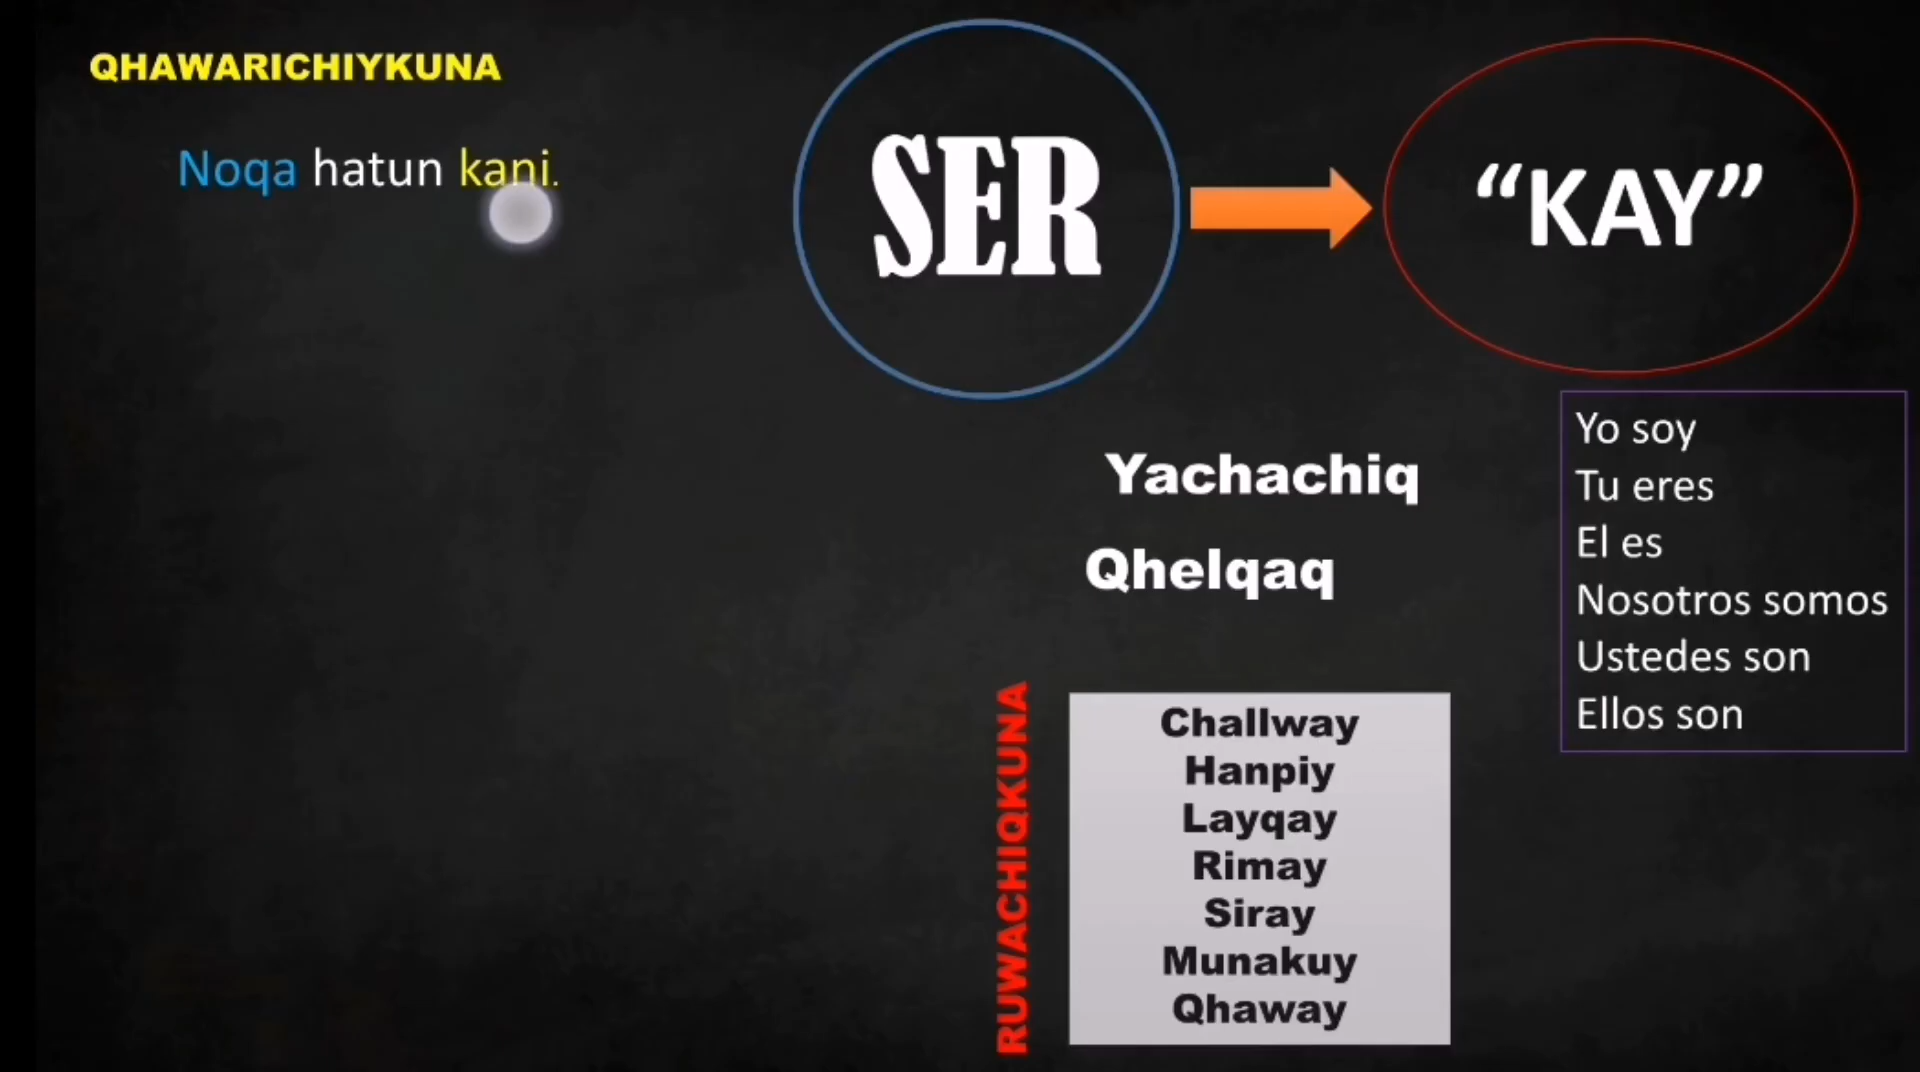 QHAWARICHIYKUNA
Noqa hatun kani.
SER
“KAY”
Yachachiq
Qhelqaq
Yo soy
Tu eres
El es
Nosotros somos
Ustedes son
Ellos son
RUWACHIQKUNA
Challway
Hanpiy
Layqay
Rimay
Siray
Munakuy
Qhaway